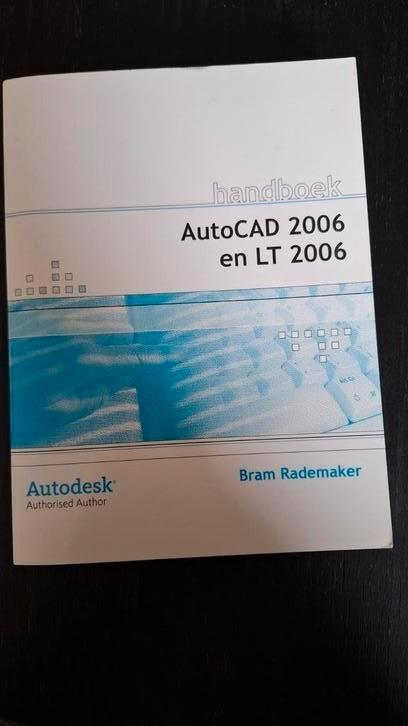 handboek
AutoCAD 2006
en LT 2006
Autodesk®
Authorised Author
Bram Rademaker